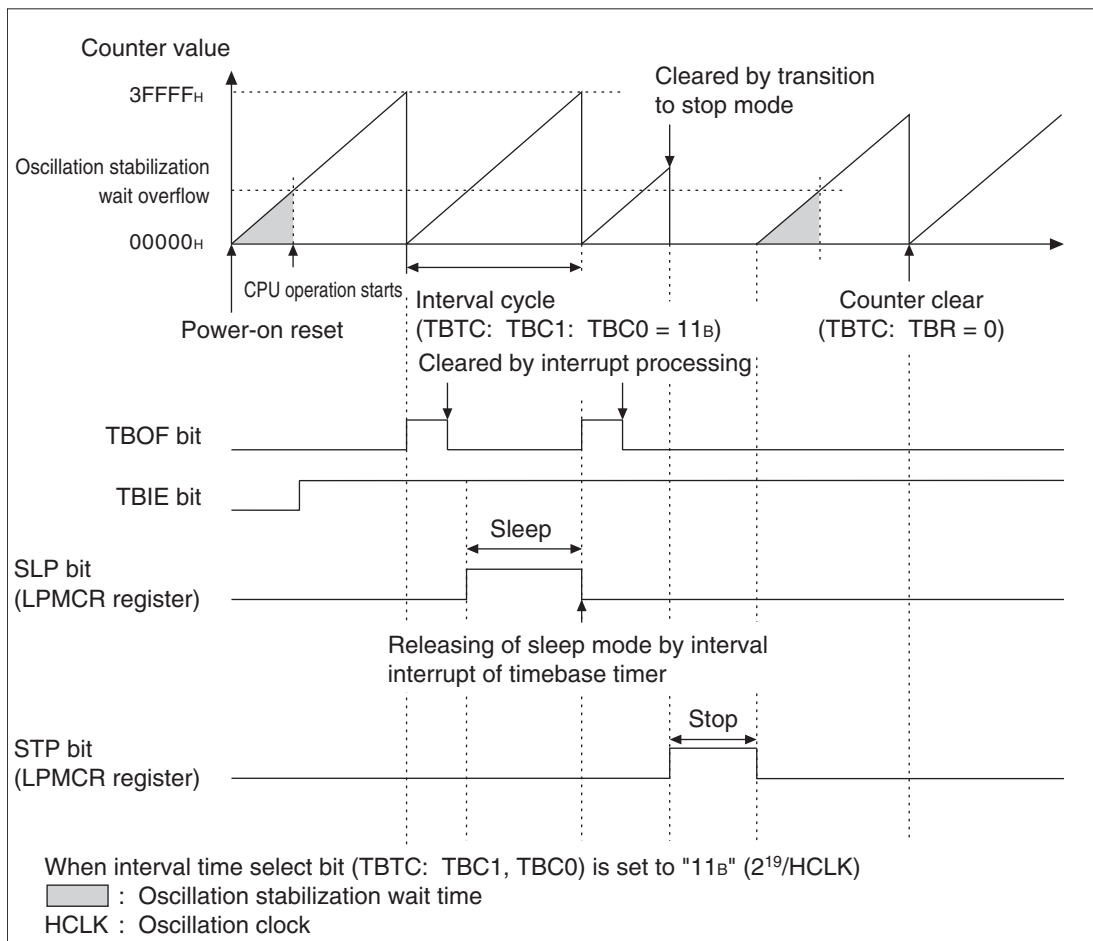 Counter value
3FFFFH
Cleared by transition
to stop mode
Oscillation stabilization
wait overflow
00000H
CPU operation starts
Power-on reset
Interval cycle
(TBTC: TBC1: TBC0 = 11B)
Counter clear
(TBTC: TBR = 0)
Cleared by interrupt processing
TBOF bit
TBIE bit
Sleep
SLP bit
(LPMCR register)
Releasing of sleep mode by interval
interrupt of timebase timer
Stop
STP bit
(LPMCR register)
When interval time select bit (TBTC: TBC1, TBC0) is set to "11B" (2¹⁹/HCLK)
: Oscillation stabilization wait time
HCLK : Oscillation clock